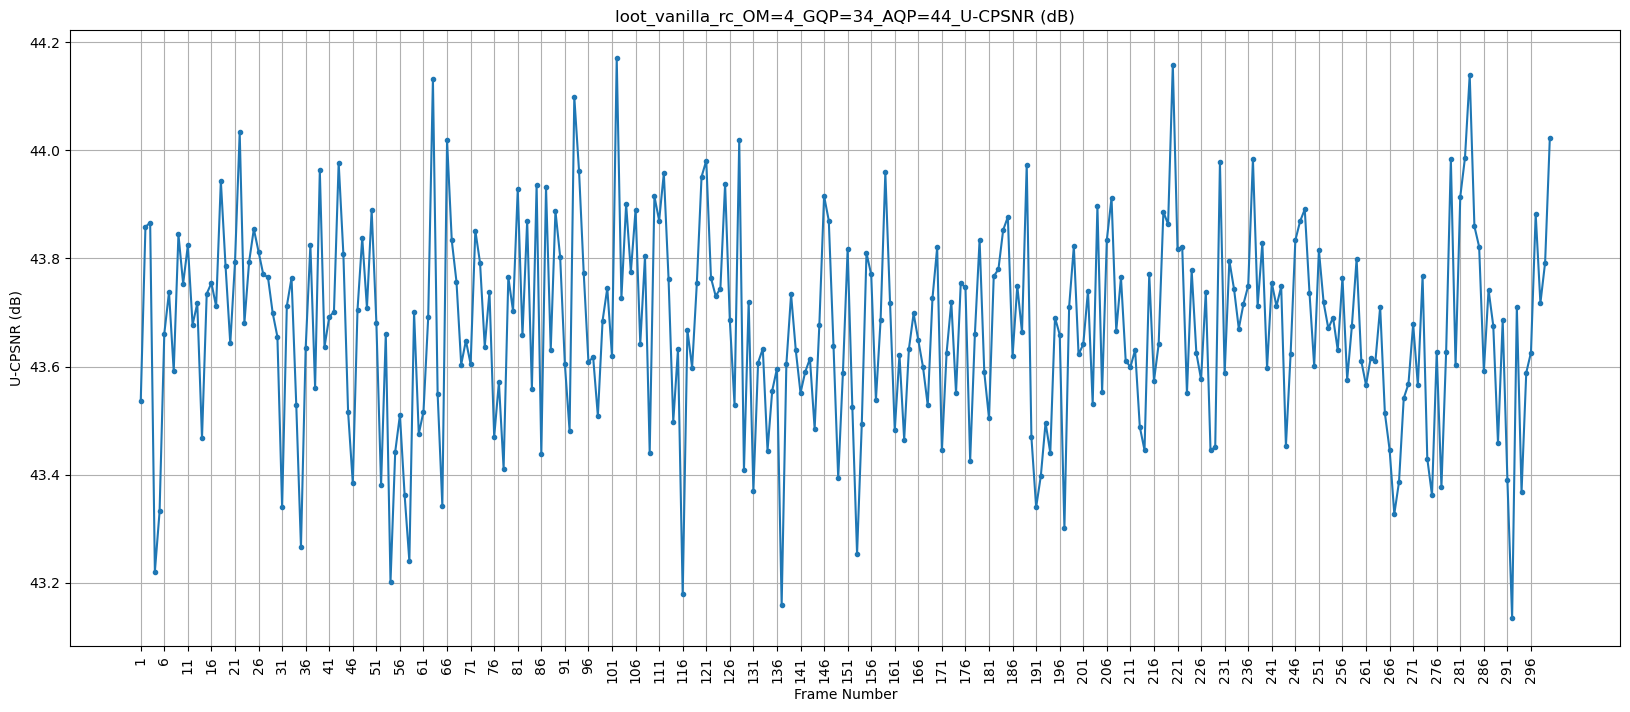 loot_vanilla_rc_OM=4_GQP=34_AQP=44_U-CPSNR (dB)
U-CPSNR (dB)
44.2
44.0
43.8
43.6
43.4
43.2
1 6 11 16 21 26 31 36 41 46 51 56 61 66 71 76 81 86 91 96 101 106 111 116 121 126 131 136 141 146 151 156 161 166 171 176 181 186 191 196 201 206 211 216 221 226 231 236 241 246 251 256 261 266 271 276 281 286 291 296
Frame Number